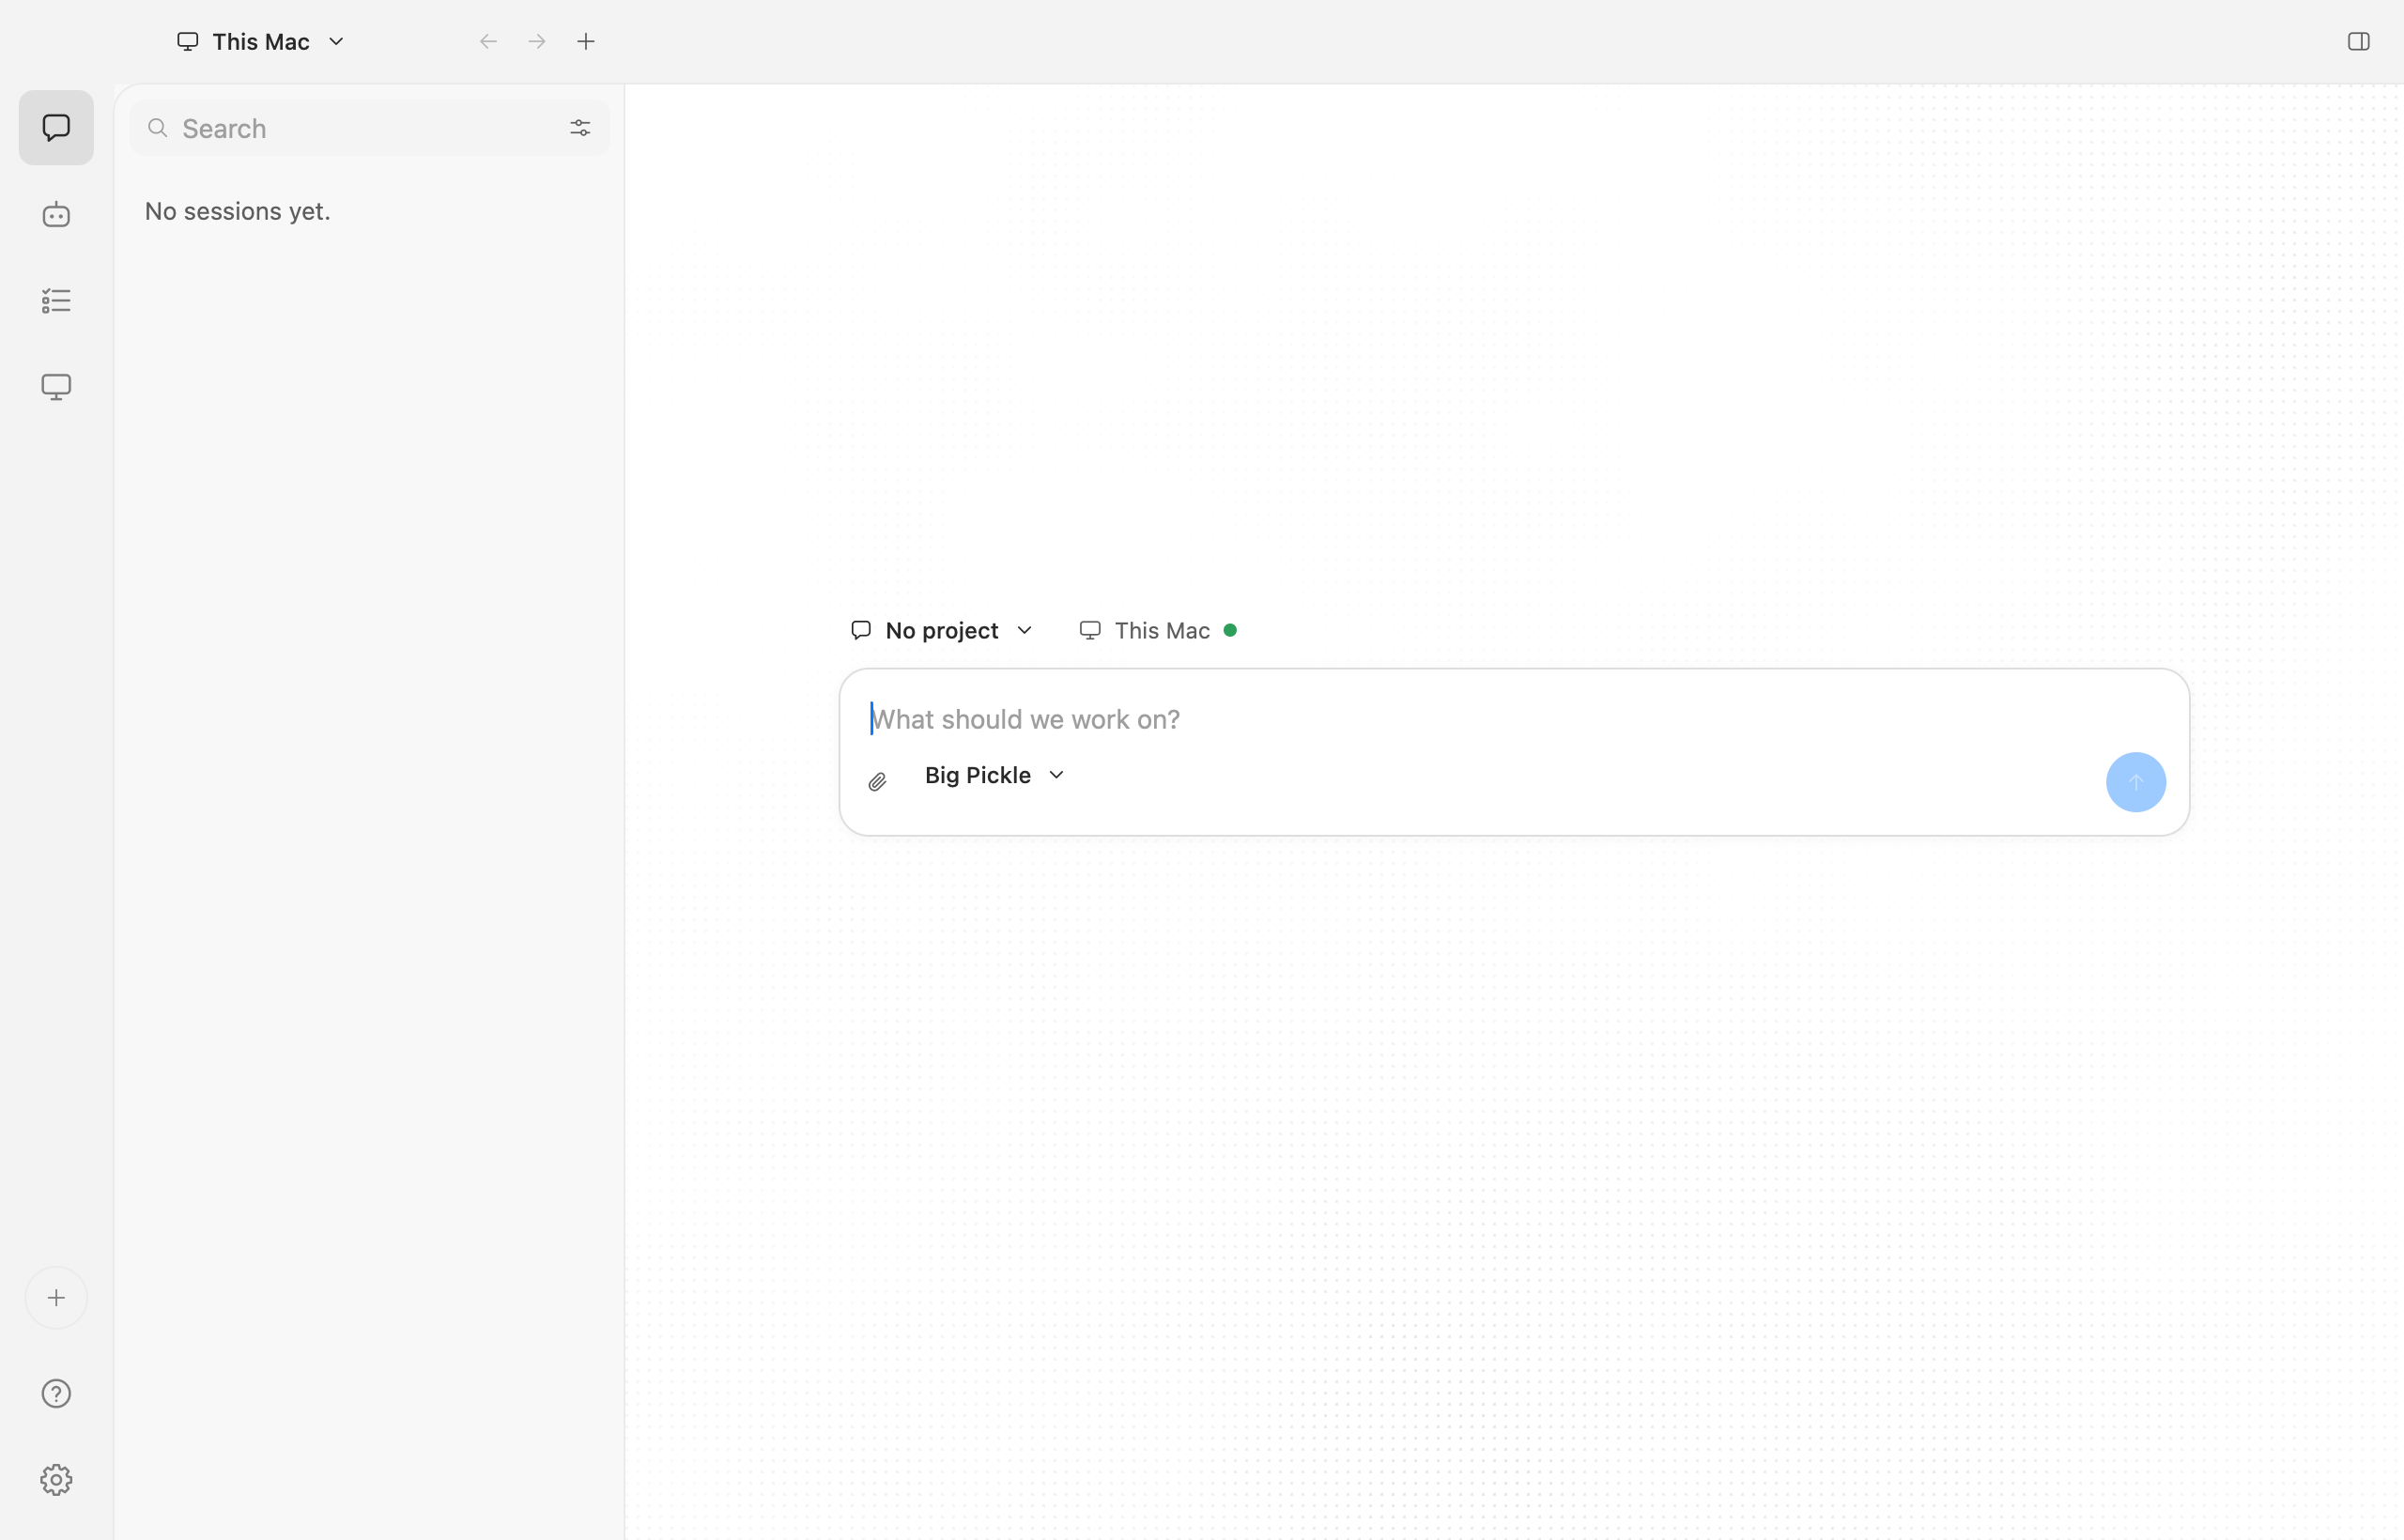 This Mac
Search
No sessions yet.
No project
This Mac
What should we work on?
Big Pickle